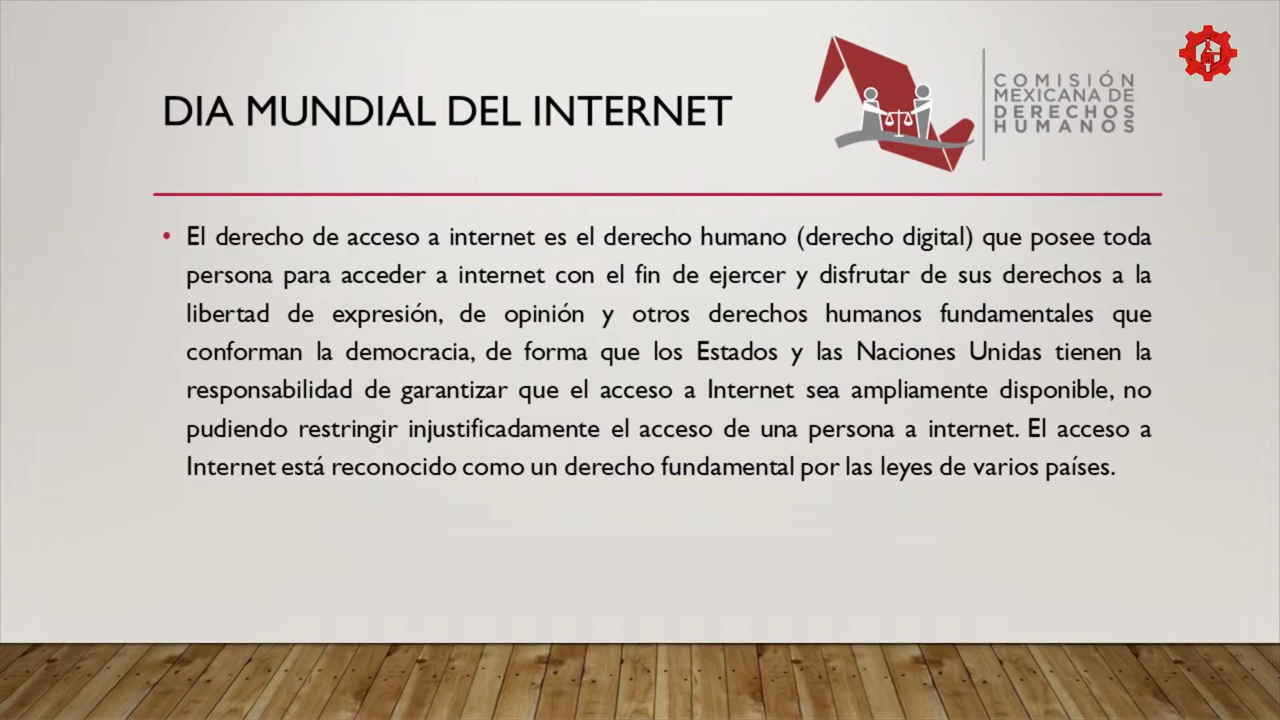 DIA MUNDIAL DEL INTERNET
COMISIÓN
MEXICANA DE
DERECHOS
HUMANOS
• El derecho de acceso a internet es el derecho humano (derecho digital) que posee toda
persona para acceder a internet con el fin de ejercer y disfrutar de sus derechos a la
libertad de expresión, de opinión y otros derechos humanos fundamentales que
conforman la democracia, de forma que los Estados y las Naciones Unidas tienen la
responsabilidad de garantizar que el acceso a Internet sea ampliamente disponible, no
pudiendo restringir injustificadamente el acceso de una persona a internet. El acceso a
Internet está reconocido como un derecho fundamental por las leyes de varios países.